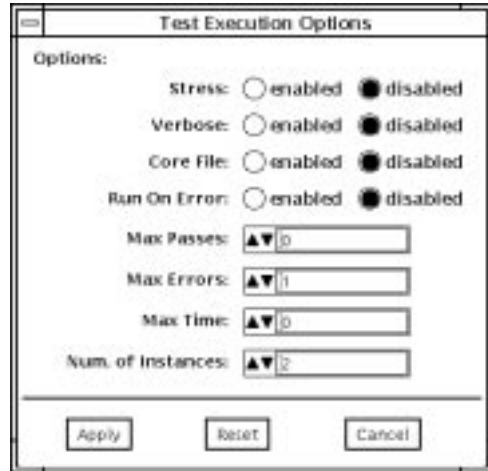 Test Execution Options
Options:
Stress: enabled disabled
Verbose: enabled disabled
Core File: enabled disabled
Run On Error: enabled disabled
Max Passes: 0
Max Errors: 1
Max Time: 0
Num. of Instances: 2
Apply Reset Cancel